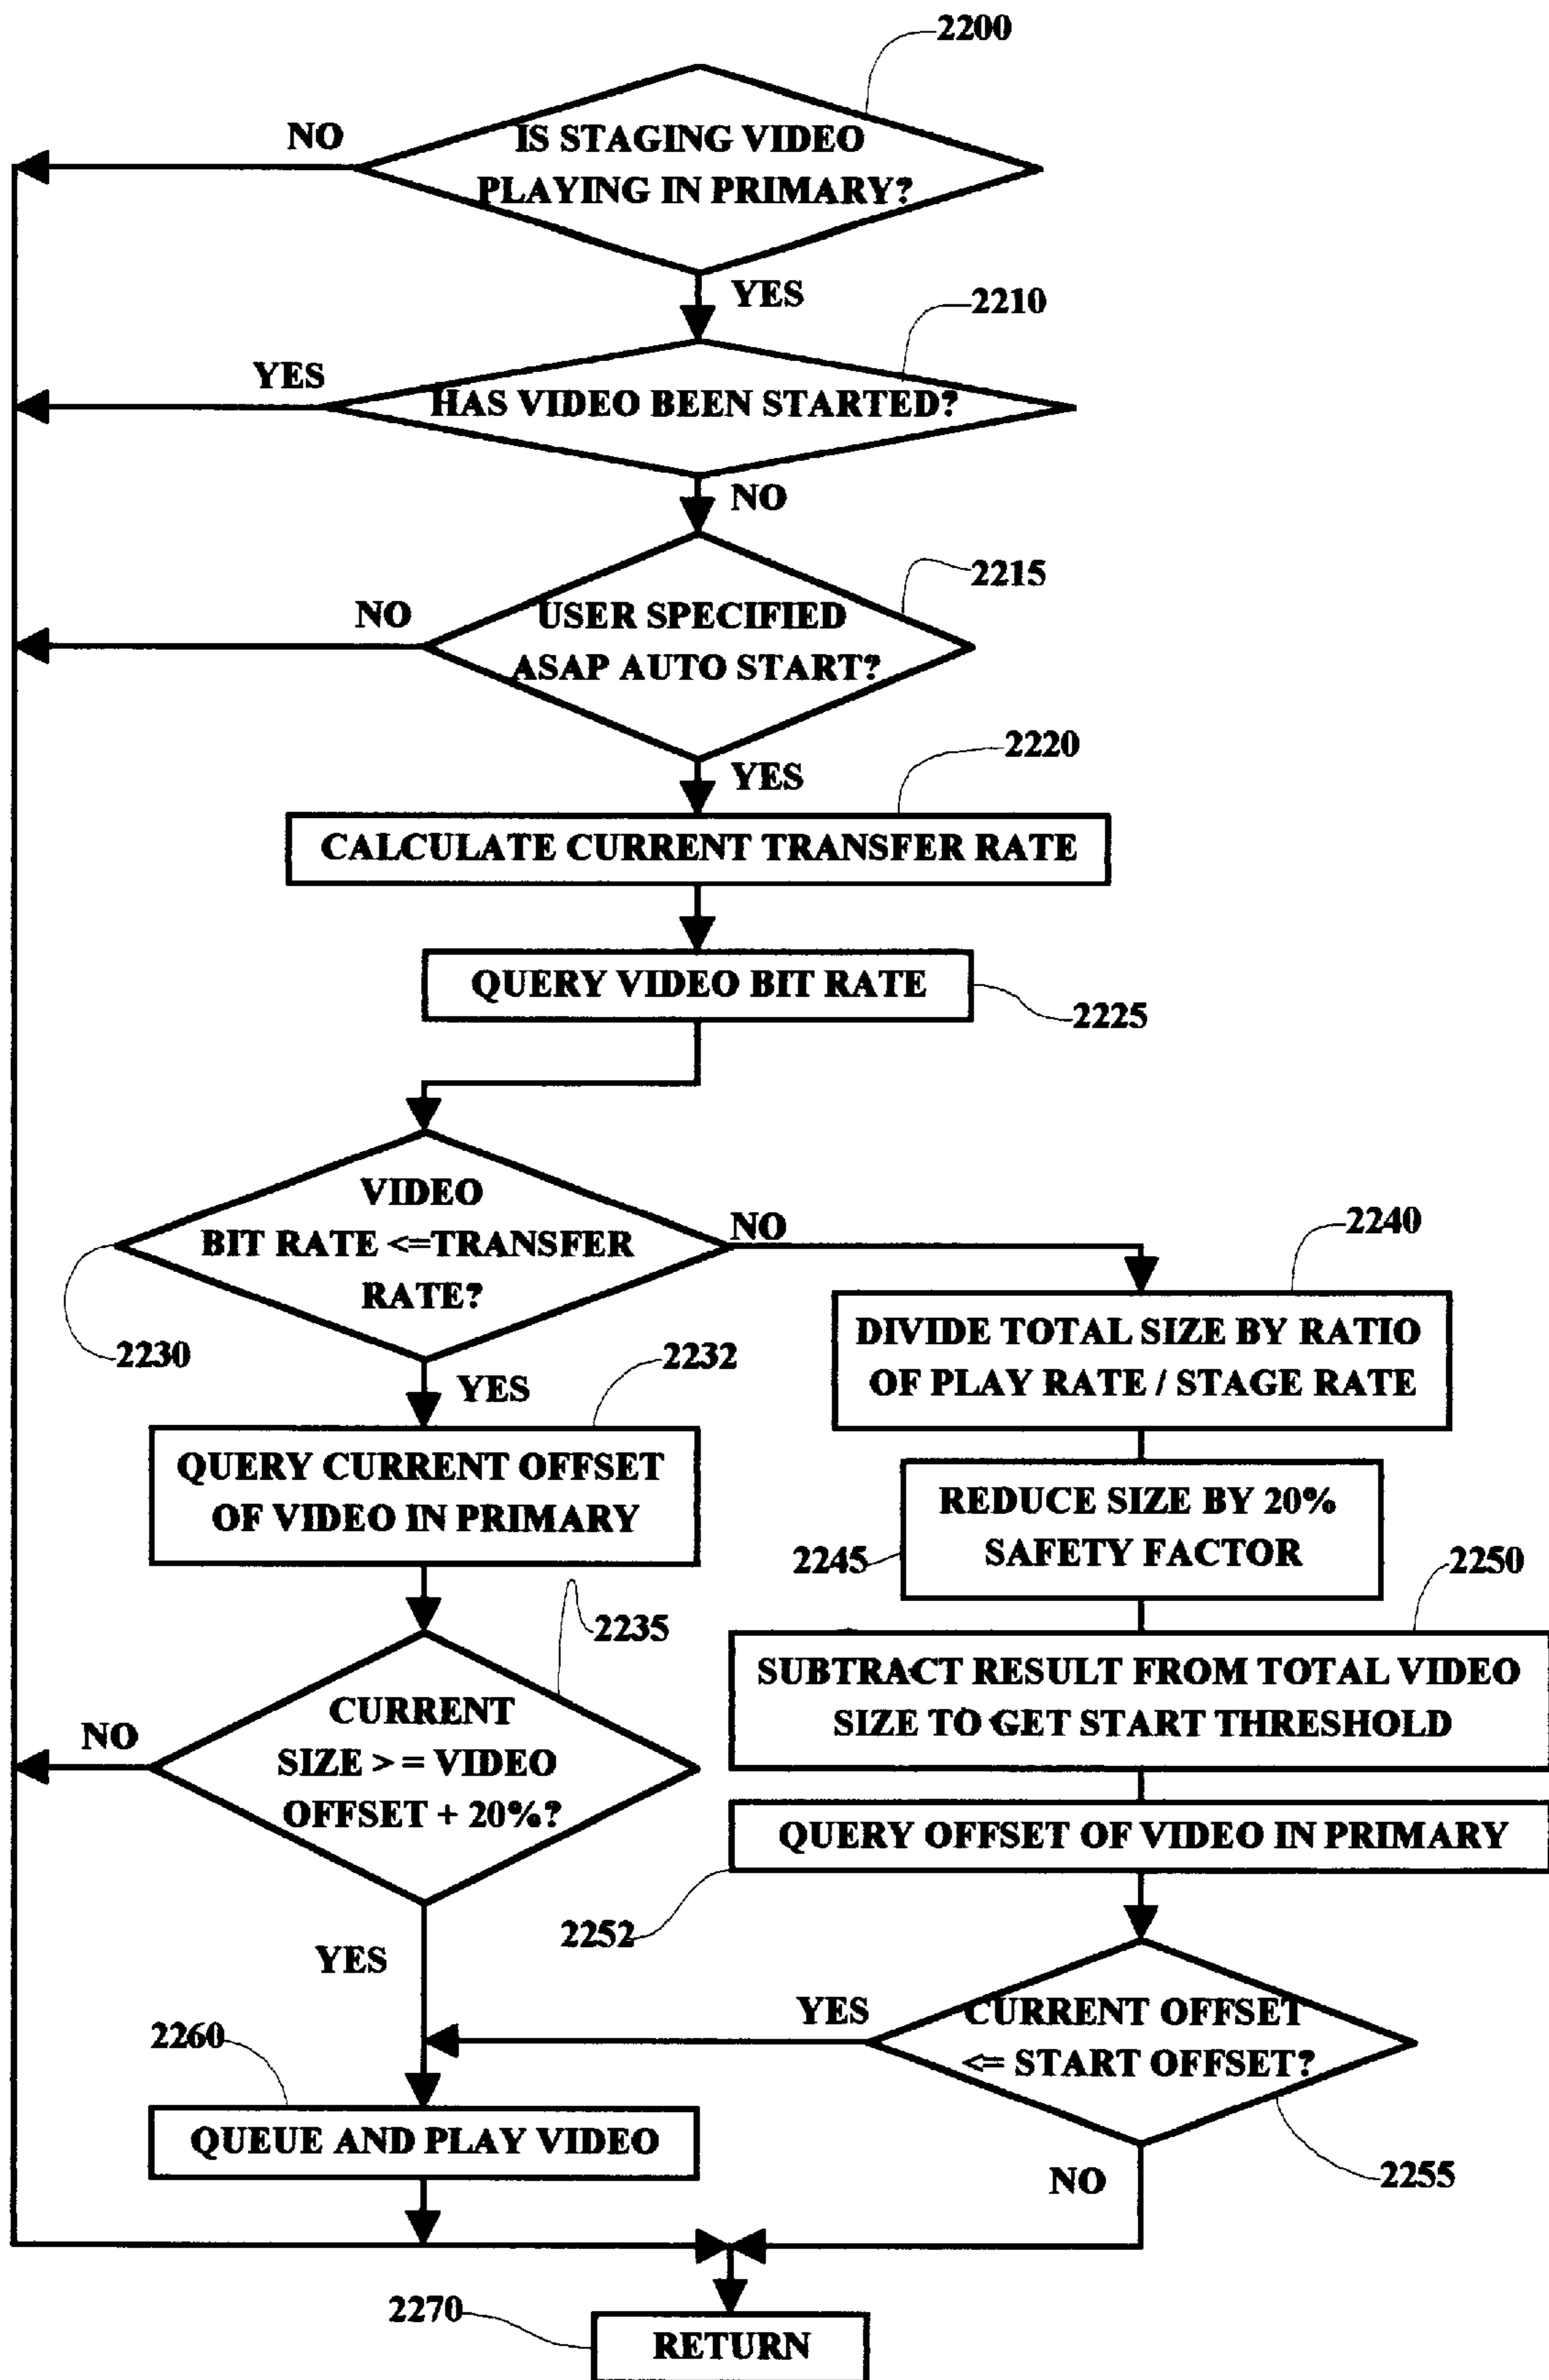 2200
NO
IS STAGING VIDEO
PLAYING IN PRIMARY?
YES
2210
YES
HAS VIDEO BEEN STARTED?
NO
2215
NO
USER SPECIFIED
ASAP AUTO START?
YES
2220
CALCULATE CURRENT TRANSFER RATE
QUERY VIDEO BIT RATE
2225
VIDEO
BIT RATE <=TRANSFER
RATE?
NO
2240
2230
DIVIDE TOTAL SIZE BY RATIO
OF PLAY RATE / STAGE RATE
YES
2232
QUERY CURRENT OFFSET
OF VIDEO IN PRIMARY
REDUCE SIZE BY 20%
SAFETY FACTOR
2245
2250
2235
SUBTRACT RESULT FROM TOTAL VIDEO
SIZE TO GET START THRESHOLD
NO
CURRENT
SIZE > = VIDEO
OFFSET + 20%?
QUERY OFFSET OF VIDEO IN PRIMARY
2252
YES
YES
CURRENT OFFSET
<= START OFFSET?
2260
QUEUE AND PLAY VIDEO
NO
2255
2270
RETURN